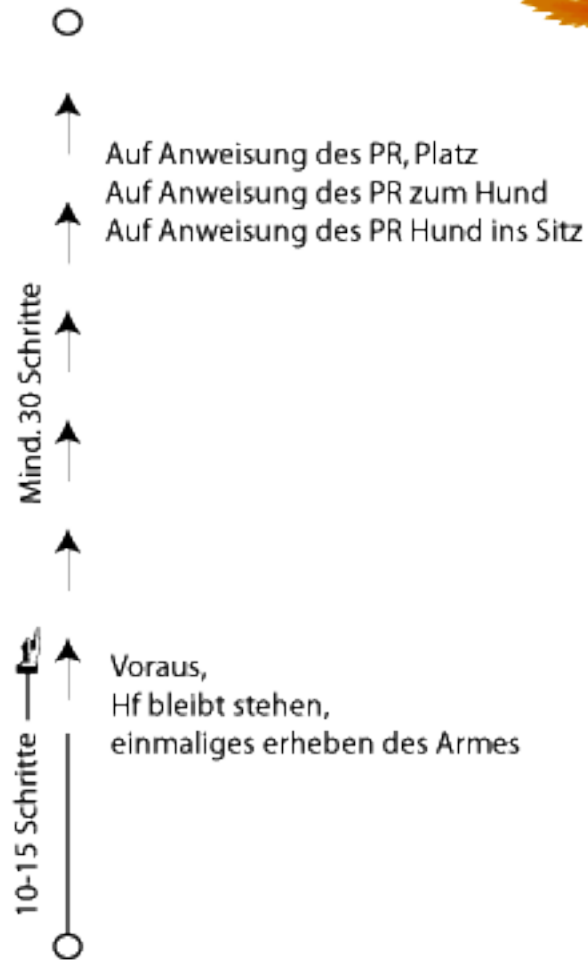 Auf Anweisung des PR, Platz
Auf Anweisung des PR zum Hund
Auf Anweisung des PR Hund ins Sitz
Mind. 30 Schritte
Voraus,
Hf bleibt stehen,
einmaliges erheben des Armes
10-15 Schritte